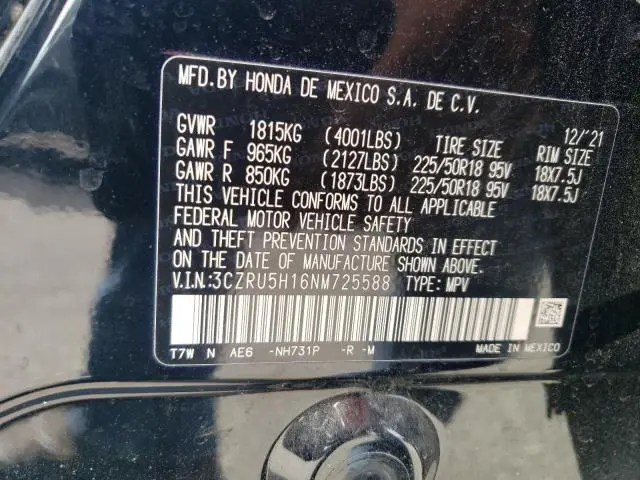 MFD.BY HONDA DE MEXICO S.A. DE C.V.
12/'21
GVWR 1815KG (4001LBS) TIRE SIZE RIM SIZE
GAWR F 965KG (2127LBS) 225/50R18 95V 18X7.5J
GAWR R 850KG (1873LBS) 225/50R18 95V 18X7.5J
THIS VEHICLE CONFORMS TO ALL APPLICABLE
FEDERAL MOTOR VEHICLE SAFETY
AND THEFT PREVENTION STANDARDS IN EFFECT
ON THE DATE OF MANUFACTURE SHOWN ABOVE.
V.I.N.:3CZRU5H16NM725588 TYPE: MPV
T7W N AE6 -NH731P -R -M MADE IN MEXICO